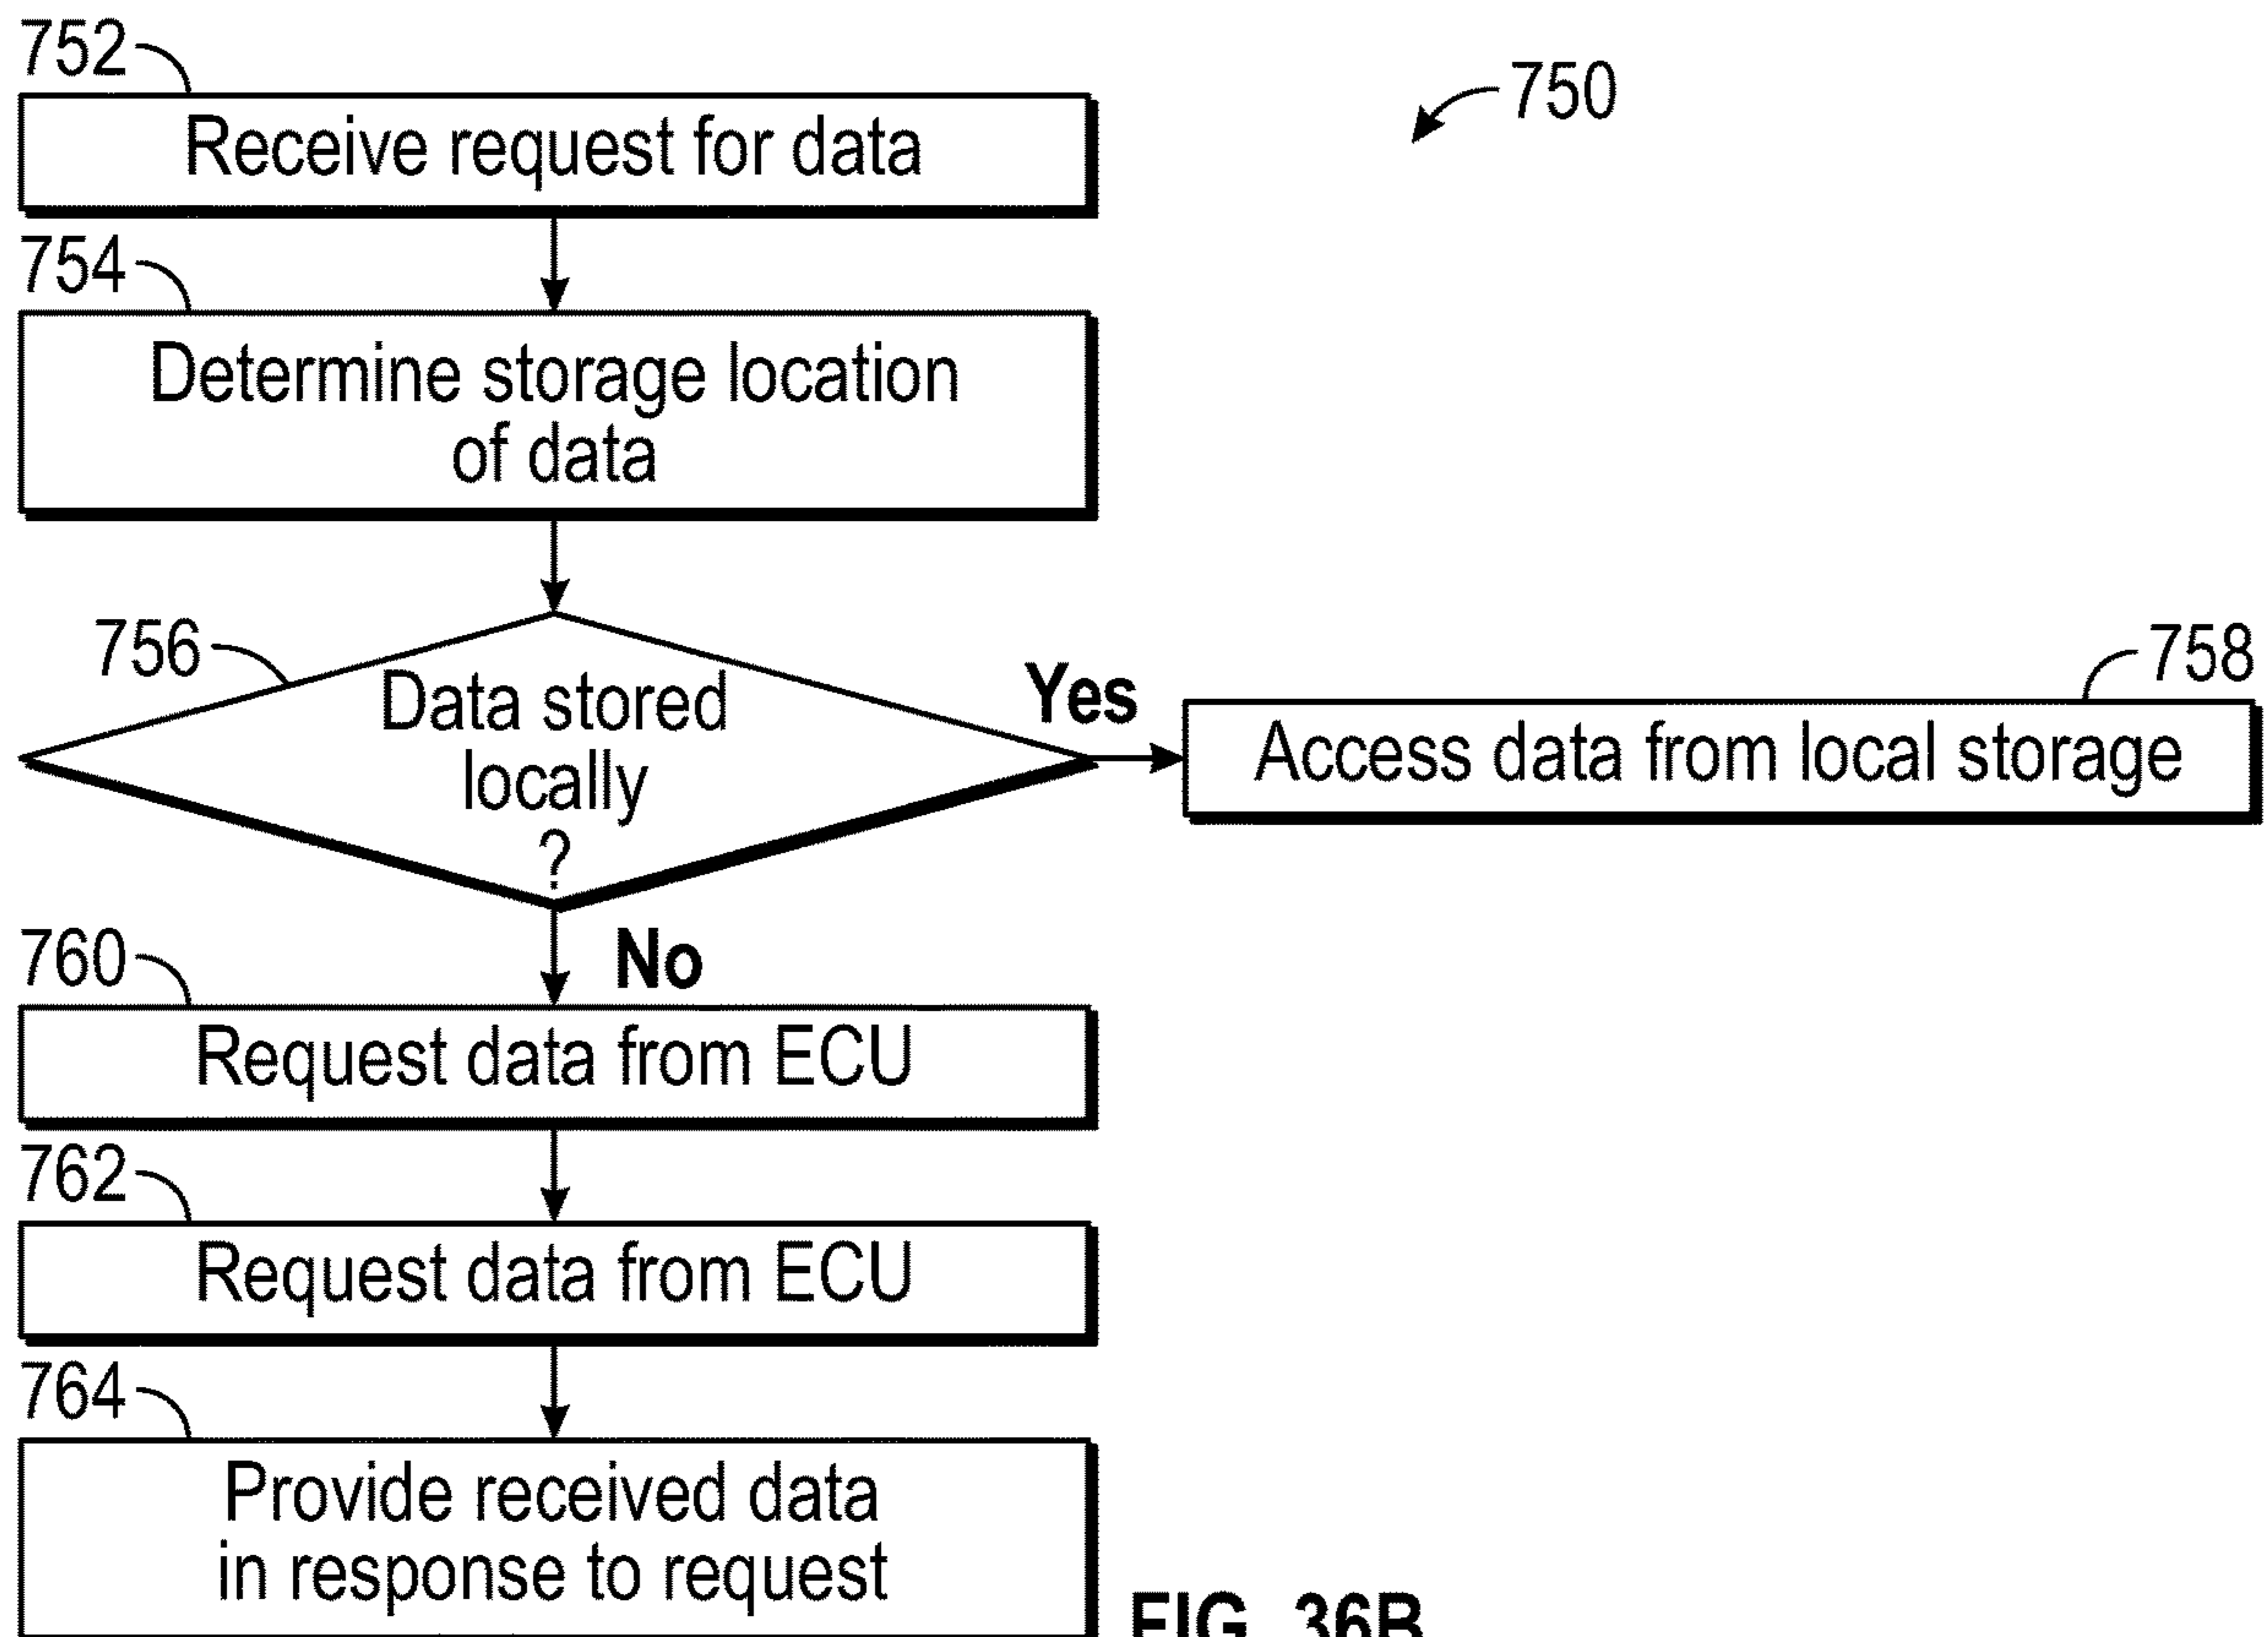 752
750
Receive request for data
754
Determine storage location
of data
756
Data stored
locally
?
Yes
758
Access data from local storage
No
760
Request data from ECU
762
Request data from ECU
764
Provide received data
in response to request
FIG. 36B